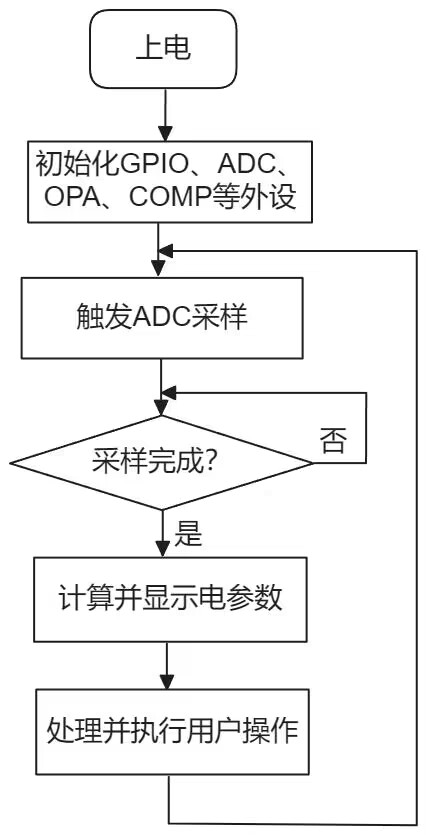 上电
初始化GPIO、ADC、
OPA、COMP等外设
触发ADC采样
采样完成?
否
是
计算并显示电参数
处理并执行用户操作